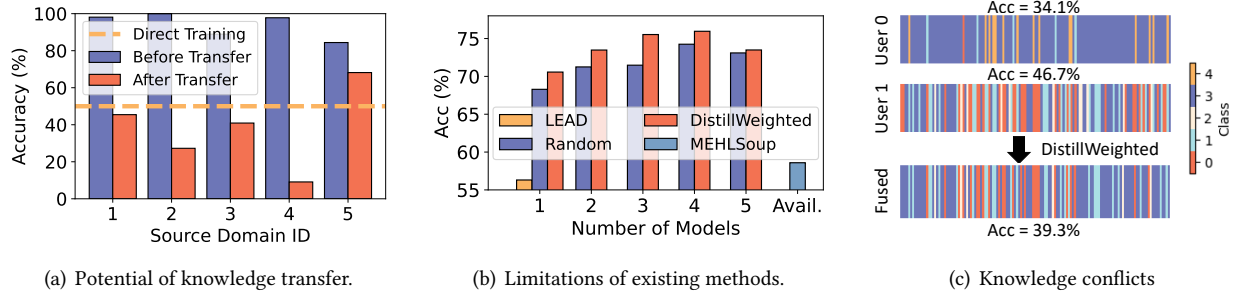 Accuracy (%)
100
80
60
40
20
0
Direct Training
Before Transfer
After Transfer
1 2 3 4 5
Source Domain ID
(a) Potential of knowledge transfer.
Acc (%)
75
70
65
60
55
LEAD
Random
DistillWeighted
MEHLSoup
1 2 3 4 5 Avail.
Number of Models
(b) Limitations of existing methods.
Acc = 34.1%
User 0
Acc = 46.7%
User 1
DistillWeighted
Fused
Acc = 39.3%
4
3
2
1
0
Class
(c) Knowledge conflicts